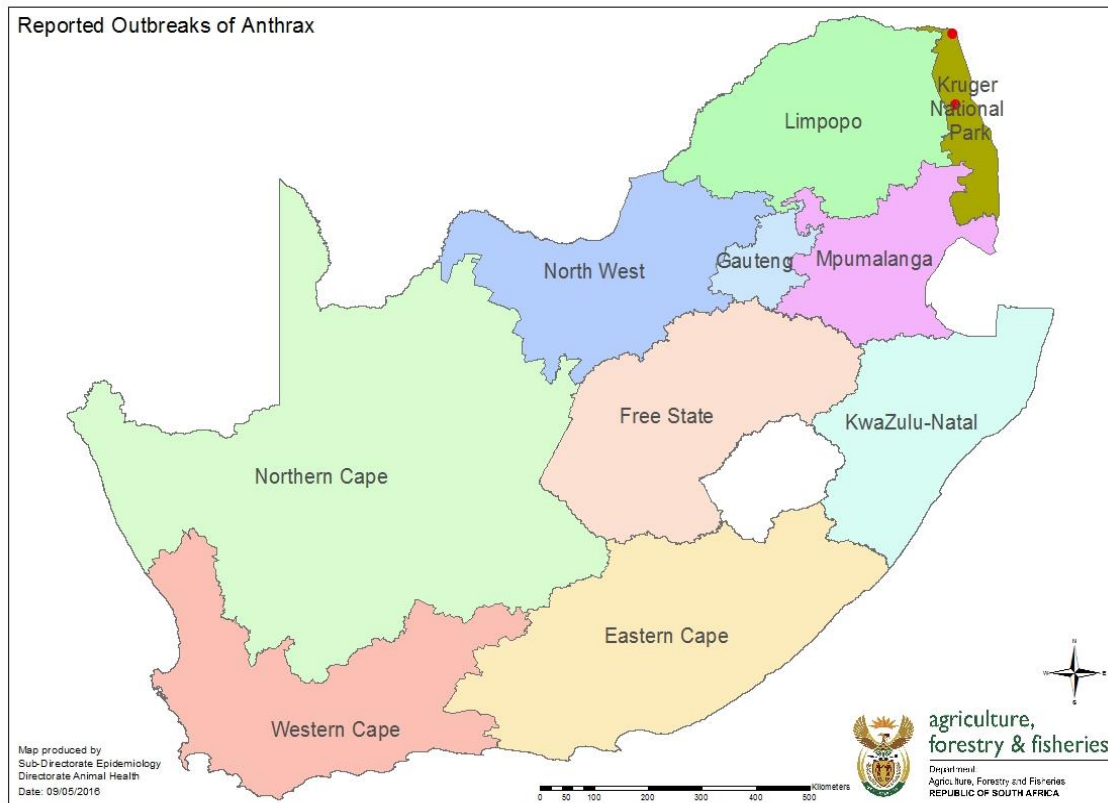 Reported Outbreaks of Anthrax
Kruger
National
Park
Limpopo
North West
Gauteng
Mpumalanga
Free State
KwaZulu-Natal
Northern Cape
Eastern Cape
Western Cape
N
W
E
S
Map produced by
Sub-Directorate Epidemiology
Directorate Animal Health
Date: 09/05/2016
Kilometers
0 50 100 200 300 400 500
agriculture,
forestry & fisheries
Department:
Agriculture, Forestry and Fisheries
REPUBLIC OF SOUTH AFRICA